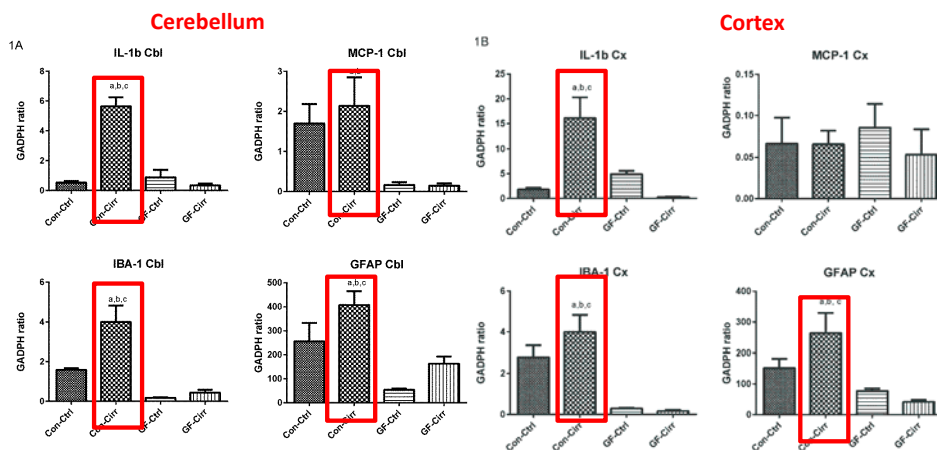 Cerebellum
Cortex
1A
IL-1b Cbl
GADPH ratio
6
4
2
0
a,b,c
Con-Ctrl
Con-Cirr
GF-Ctrl
GF-Cirr
MCP-1 Cbl
GADPH ratio
3
2
1
0
a,b
Con-Ctrl
Con-Cirr
GF-Ctrl
GF-Cirr
IBA-1 Cbl
GADPH ratio
6
4
2
0
a,b,c
Con-Ctrl
Con-Cirr
GF-Ctrl
GF-Cirr
GFAP Cbl
GADPH ratio
500
400
300
200
100
0
a,b,c
Con-Ctrl
Con-Cirr
GF-Ctrl
GF-Cirr
1B
IL-1b Cx
GADPH ratio
25
20
15
10
5
0
a,b,c
Con-Ctrl
Con-Cirr
GF-Ctrl
GF-Cirr
MCP-1 Cx
GADPH ratio
0.15
0.10
0.05
0.00
Con-Ctrl
Con-Cirr
GF-Ctrl
GF-Cirr
IBA-1 Cx
GADPH ratio
6
4
2
0
a,b,c
Con-Ctrl
Con-Cirr
GF-Ctrl
GF-Cirr
GFAP Cx
GADPH ratio
400
300
200
100
0
a,b, c
Con-Ctrl
Con-Cirr
GF-Ctrl
GF-Cirr